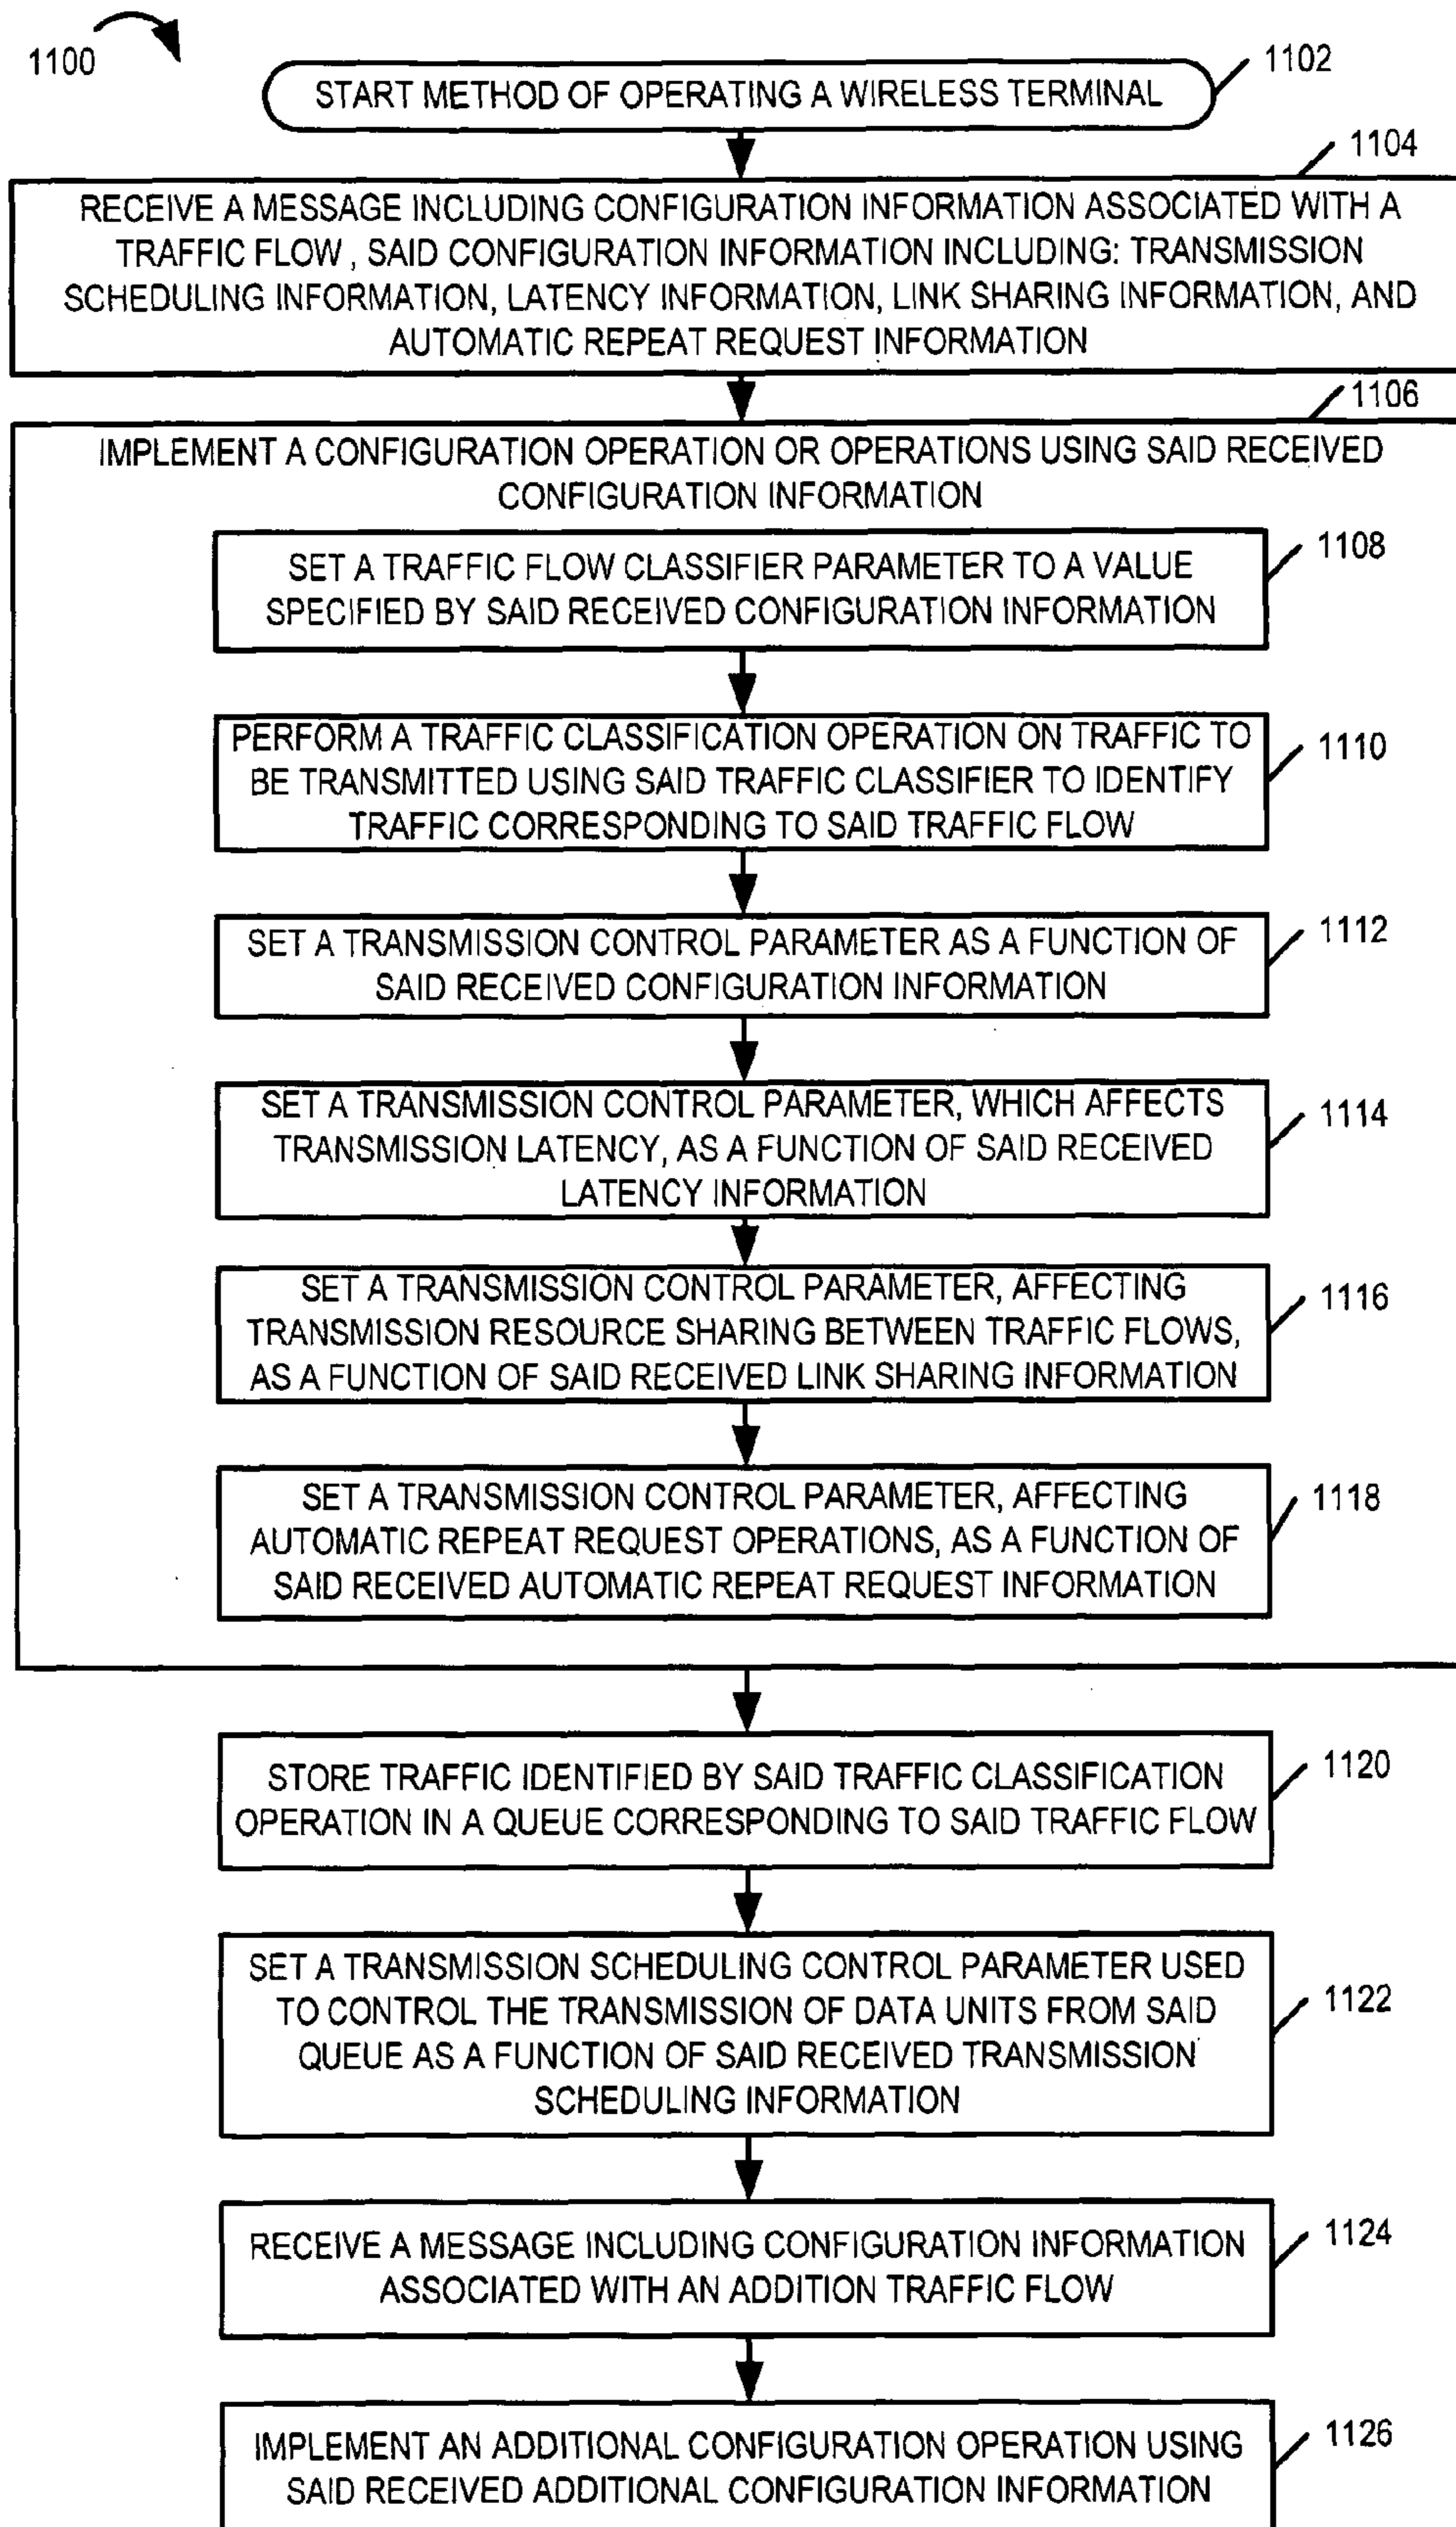 1100
1102
START METHOD OF OPERATING A WIRELESS TERMINAL
1104
RECEIVE A MESSAGE INCLUDING CONFIGURATION INFORMATION ASSOCIATED WITH A
TRAFFIC FLOW , SAID CONFIGURATION INFORMATION INCLUDING: TRANSMISSION
SCHEDULING INFORMATION, LATENCY INFORMATION, LINK SHARING INFORMATION, AND
AUTOMATIC REPEAT REQUEST INFORMATION
1106
IMPLEMENT A CONFIGURATION OPERATION OR OPERATIONS USING SAID RECEIVED
CONFIGURATION INFORMATION
1108
SET A TRAFFIC FLOW CLASSIFIER PARAMETER TO A VALUE
SPECIFIED BY SAID RECEIVED CONFIGURATION INFORMATION
1110
PERFORM A TRAFFIC CLASSIFICATION OPERATION ON TRAFFIC TO
BE TRANSMITTED USING SAID TRAFFIC CLASSIFIER TO IDENTIFY
TRAFFIC CORRESPONDING TO SAID TRAFFIC FLOW
1112
SET A TRANSMISSION CONTROL PARAMETER AS A FUNCTION OF
SAID RECEIVED CONFIGURATION INFORMATION
1114
SET A TRANSMISSION CONTROL PARAMETER, WHICH AFFECTS
TRANSMISSION LATENCY, AS A FUNCTION OF SAID RECEIVED
LATENCY INFORMATION
1116
SET A TRANSMISSION CONTROL PARAMETER, AFFECTING
TRANSMISSION RESOURCE SHARING BETWEEN TRAFFIC FLOWS,
AS A FUNCTION OF SAID RECEIVED LINK SHARING INFORMATION
1118
SET A TRANSMISSION CONTROL PARAMETER, AFFECTING
AUTOMATIC REPEAT REQUEST OPERATIONS, AS A FUNCTION OF
SAID RECEIVED AUTOMATIC REPEAT REQUEST INFORMATION
1120
STORE TRAFFIC IDENTIFIED BY SAID TRAFFIC CLASSIFICATION
OPERATION IN A QUEUE CORRESPONDING TO SAID TRAFFIC FLOW
1122
SET A TRANSMISSION SCHEDULING CONTROL PARAMETER USED
TO CONTROL THE TRANSMISSION OF DATA UNITS FROM SAID
QUEUE AS A FUNCTION OF SAID RECEIVED TRANSMISSION
SCHEDULING INFORMATION
1124
RECEIVE A MESSAGE INCLUDING CONFIGURATION INFORMATION
ASSOCIATED WITH AN ADDITION TRAFFIC FLOW
1126
IMPLEMENT AN ADDITIONAL CONFIGURATION OPERATION USING
SAID RECEIVED ADDITIONAL CONFIGURATION INFORMATION